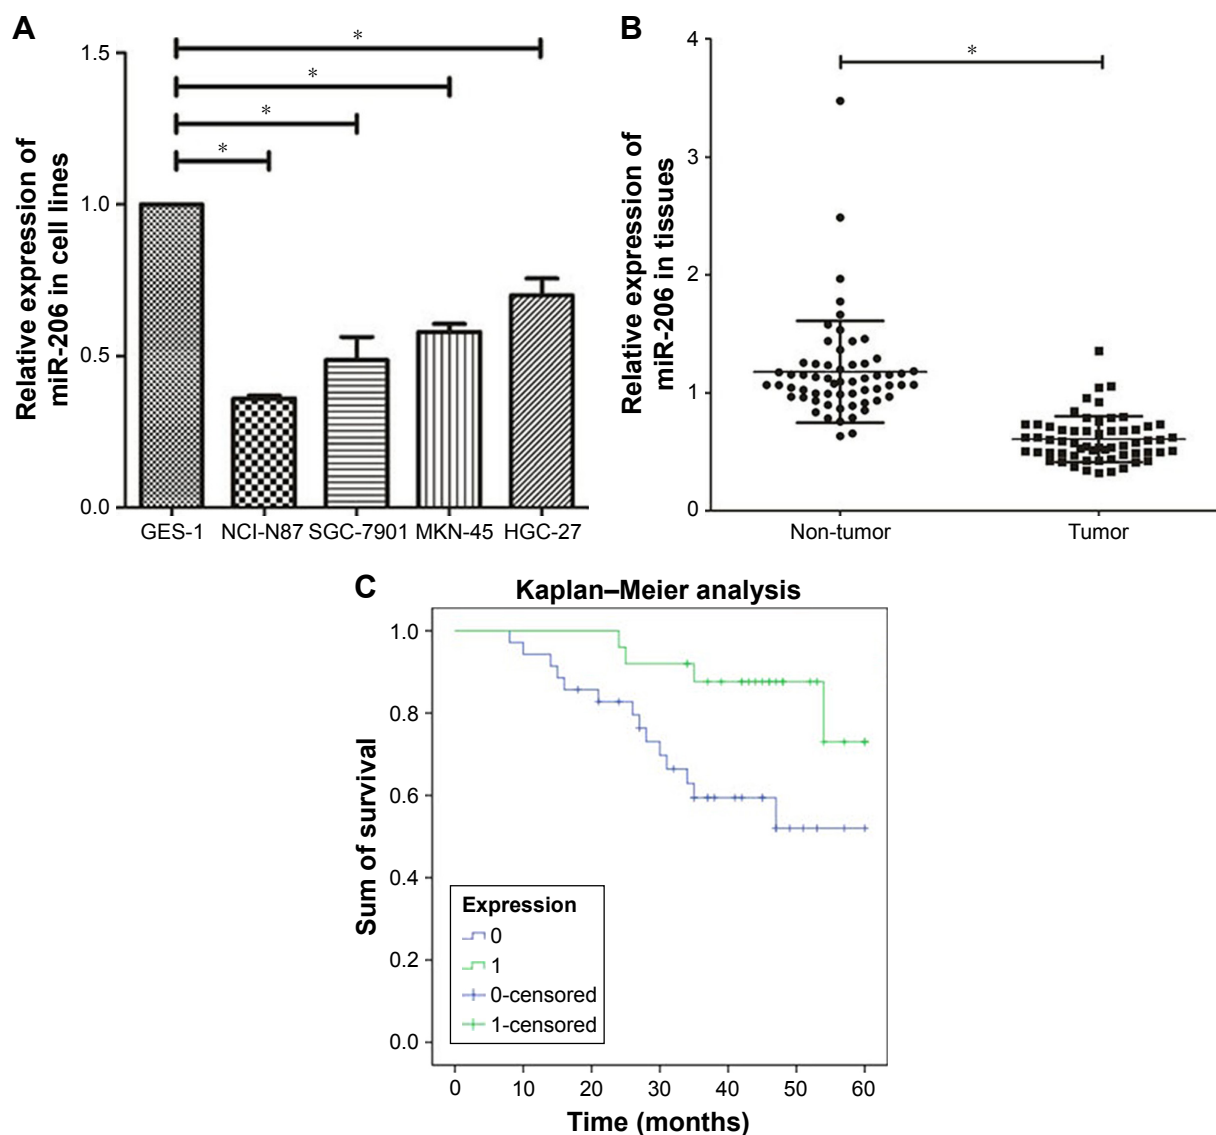 A
Relative expression of
miR-206 in cell lines
1.5
1.0
0.5
0.0
*
*
*
*
GES-1 NCI-N87 SGC-7901 MKN-45 HGC-27
B
Relative expression of
miR-206 in tissues
4
3
2
1
0
*
Non-tumor Tumor
C
Kaplan–Meier analysis
Sum of survival
1.0
0.8
0.6
0.4
0.2
0.0
Expression
0
1
0-censored
1-censored
0 10 20 30 40 50 60
Time (months)